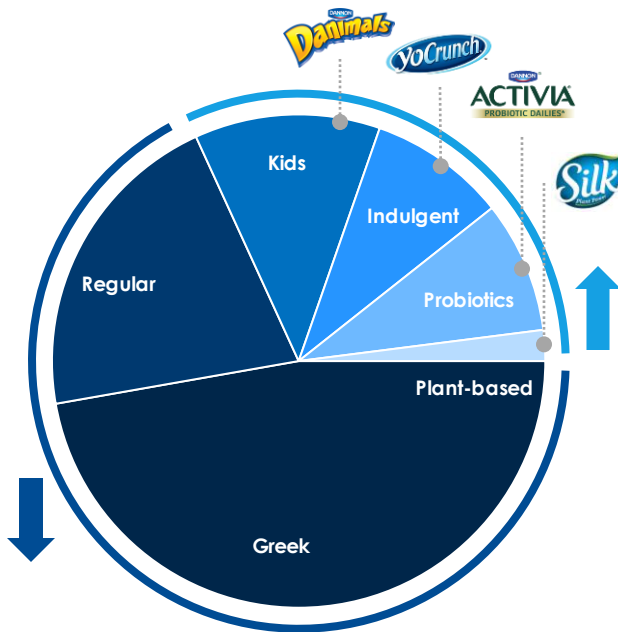 DANNON
Danimals
YoCrunch
DANNON
ACTIVIA
PROBIOTIC DAILIES*
Silk
Kids
Indulgent
Regular
Probiotics
Plant-based
Greek